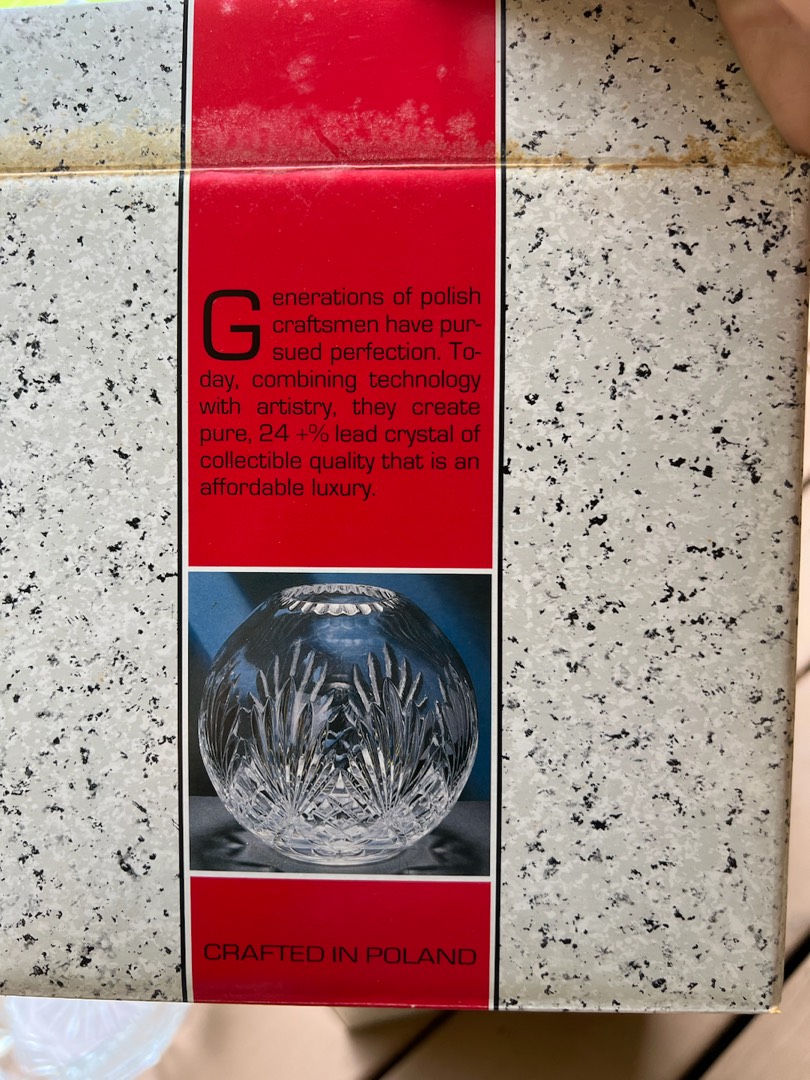 Generations of polish
craftsmen have pur-
sued perfection. To-
day, combining technology
with artistry, they create
pure, 24 +% lead crystal of
collectible quality that is an
affordable luxury.
CRAFTED IN POLAND